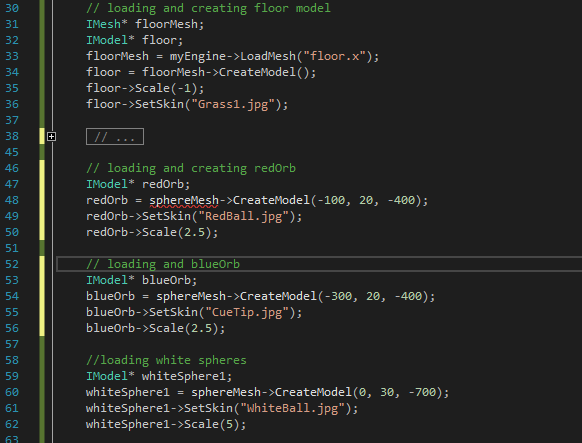 30 // loading and creating floor model
31 IMesh* floorMesh;
32 IModel* floor;
33 floorMesh = myEngine->LoadMesh("floor.x");
34 floor = floorMesh->CreateModel();
35 floor->Scale(-1);
36 floor->SetSkin("Grass1.jpg");
37
38 // ...
45
46 // loading and creating redOrb
47 IModel* redOrb;
48 redOrb = sphereMesh->CreateModel(-100, 20, -400);
49 redOrb->SetSkin("RedBall.jpg");
50 redOrb->Scale(2.5);
51
52 // loading and blueOrb
53 IModel* blueOrb;
54 blueOrb = sphereMesh->CreateModel(-300, 20, -400);
55 blueOrb->SetSkin("CueTip.jpg");
56 blueOrb->Scale(2.5);
57
58 //loading white spheres
59 IModel* whiteSphere1;
60 whiteSphere1 = sphereMesh->CreateModel(0, 30, -700);
61 whiteSphere1->SetSkin("WhiteBall.jpg");
62 whiteSphere1->Scale(5);
63